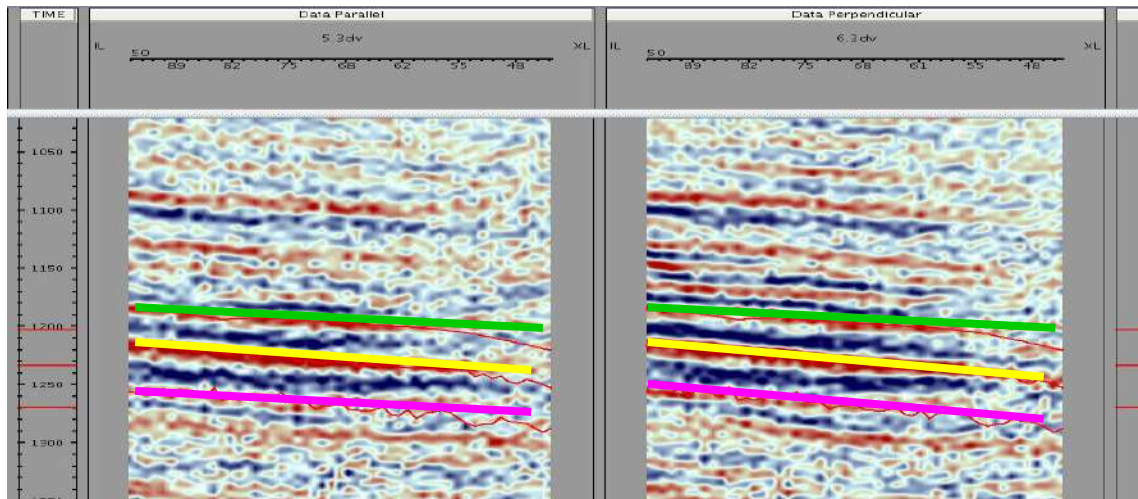 TIME Data Parallel Data Perpendicular
5.3dv 6.3dv
IL 50 XL IL 50 XL
89 82 75 68 62 55 48 89 82 75 68 61 55 48
1050
1100
1150
1200
1250
1300